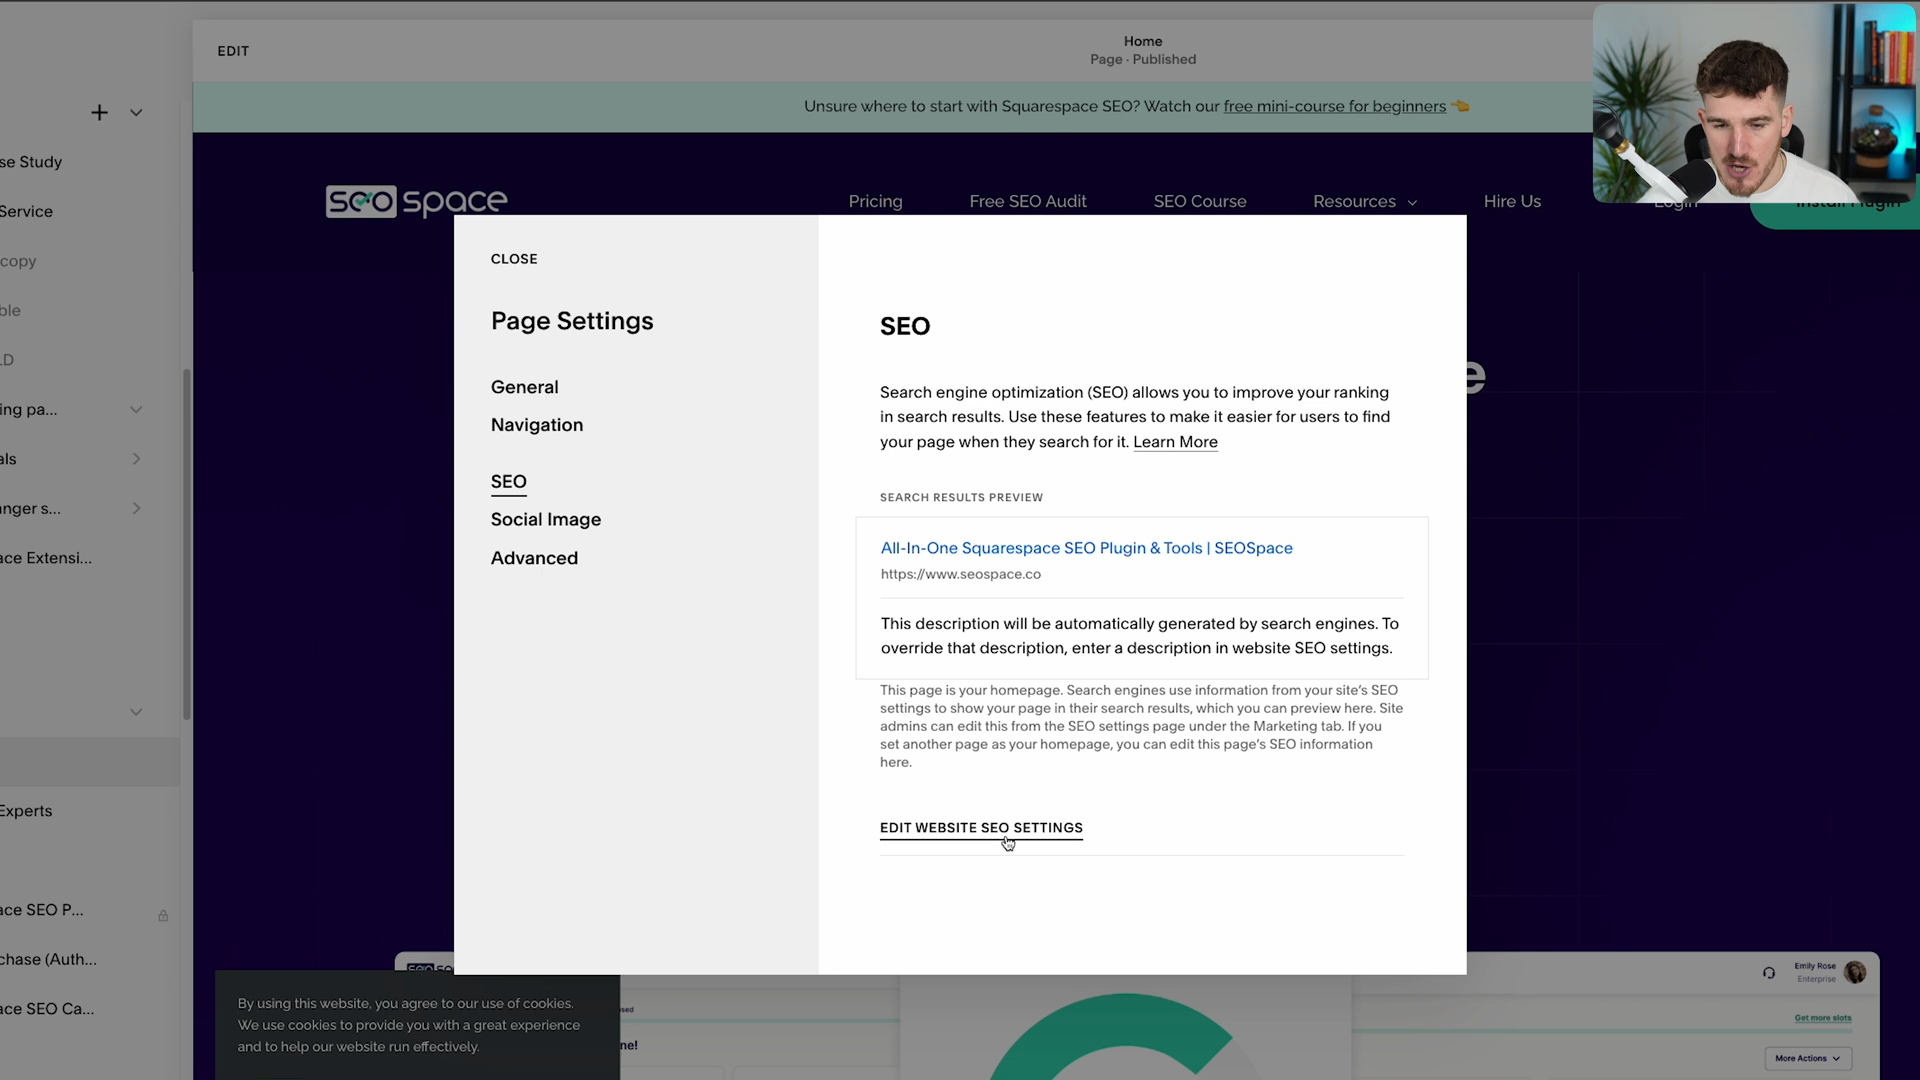 EDIT
Home
Page · Published
Unsure where to start with Squarespace SEO? Watch our free mini-course for beginners
se Study
Service
copy
ble
LD
ing pa...
als
anger s...
ace Extensi...
Experts
ace SEO P...
chase (Auth...
ace SEO Ca...
seo space
Pricing
Free SEO Audit
SEO Course
Resources
Hire Us
Login
Install Plugin
CLOSE
Page Settings
General
Navigation
SEO
Social Image
Advanced
SEO
Search engine optimization (SEO) allows you to improve your ranking
in search results. Use these features to make it easier for users to find
your page when they search for it. Learn More
SEARCH RESULTS PREVIEW
All-In-One Squarespace SEO Plugin & Tools | SEOSpace
https://www.seospace.co
This description will be automatically generated by search engines. To
override that description, enter a description in website SEO settings.
This page is your homepage. Search engines use information from your site's SEO
settings to show your page in their search results, which you can preview here. Site
admins can edit this from the SEO settings page under the Marketing tab. If you
set another page as your homepage, you can edit this page's SEO information
here.
EDIT WEBSITE SEO SETTINGS
e
By using this website, you agree to our use of cookies.
We use cookies to provide you with a great experience
and to help our website run effectively.
used
ne!
Emily Rose
Enterprise
Get more slots
More Actions